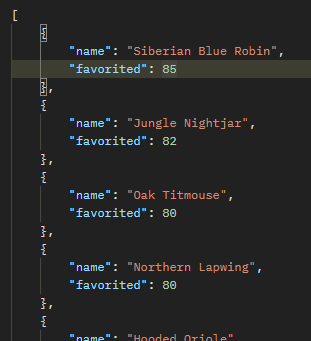 [
{
"name": "Siberian Blue Robin",
"favorited": 85
},
{
"name": "Jungle Nightjar",
"favorited": 82
},
{
"name": "Oak Titmouse",
"favorited": 80
},
{
"name": "Northern Lapwing",
"favorited": 80
},
{
"name": "Hooded Oriole"